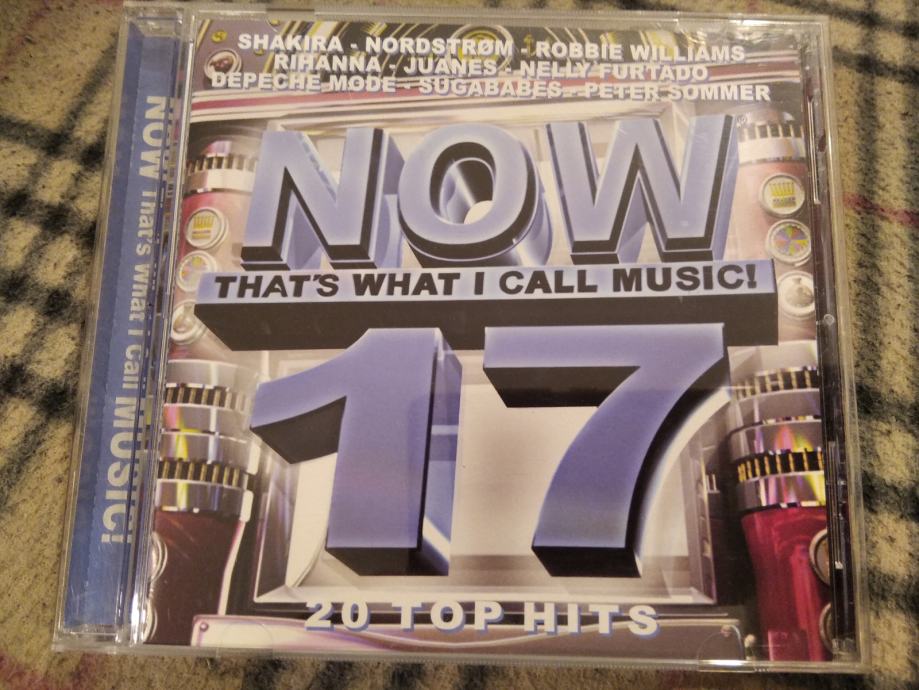 SHAKIRA - NORDSTRØM - ROBBIE WILLIAMS
RIHANNA - JUANES - NELLY FURTADO
DEPECHE MODE - SUGABABES - PETER SOMMER
NOW
THAT'S WHAT I CALL MUSIC!
17
20 TOP HITS
NOW That's What I Call MUSIC!